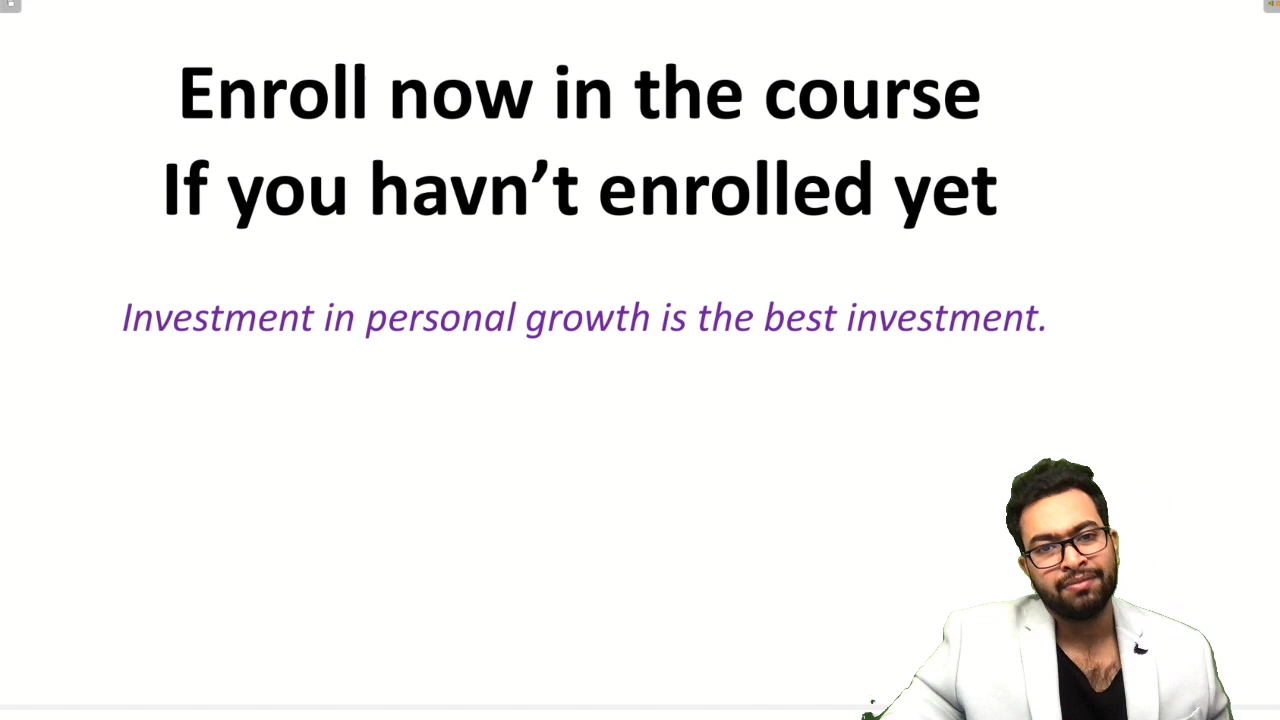 Enroll now in the course
If you havn’t enrolled yet
Investment in personal growth is the best investment.